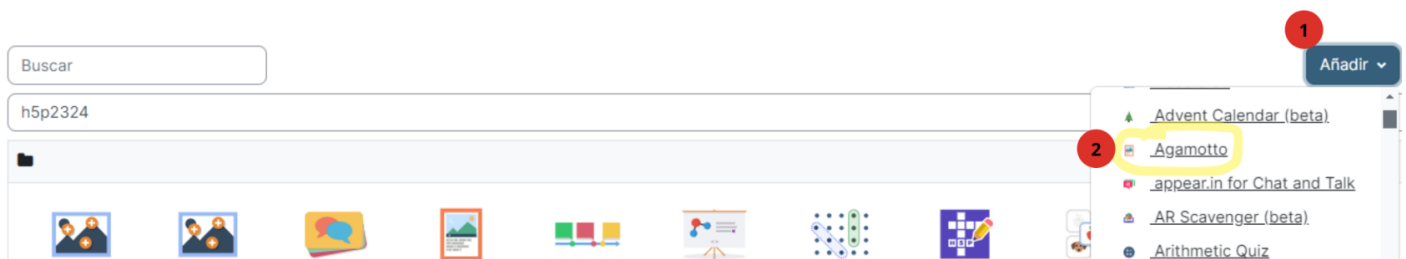 1
Buscar
Añadir
h5p2324
Advent Calendar (beta)
2
Agamotto
appear.in for Chat and Talk
AR Scavenger (beta)
Arithmetic Quiz
H5P